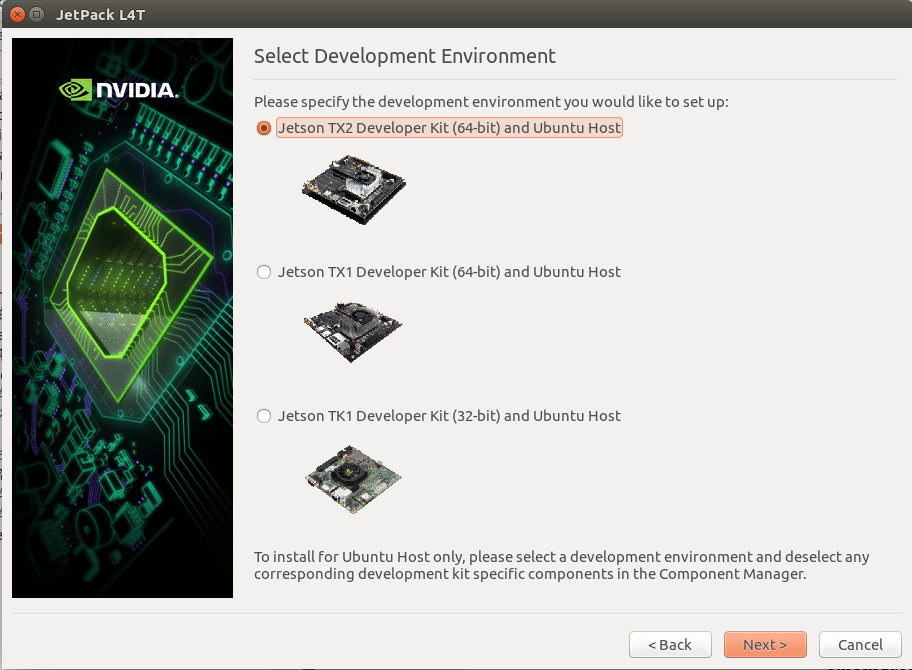 JetPack L4T
NVIDIA.
Select Development Environment
Please specify the development environment you would like to set up:
Jetson TX2 Developer Kit (64-bit) and Ubuntu Host
Jetson TX1 Developer Kit (64-bit) and Ubuntu Host
Jetson TK1 Developer Kit (32-bit) and Ubuntu Host
To install for Ubuntu Host only, please select a development environment and deselect any
corresponding development kit specific components in the Component Manager.
< Back
Next >
Cancel